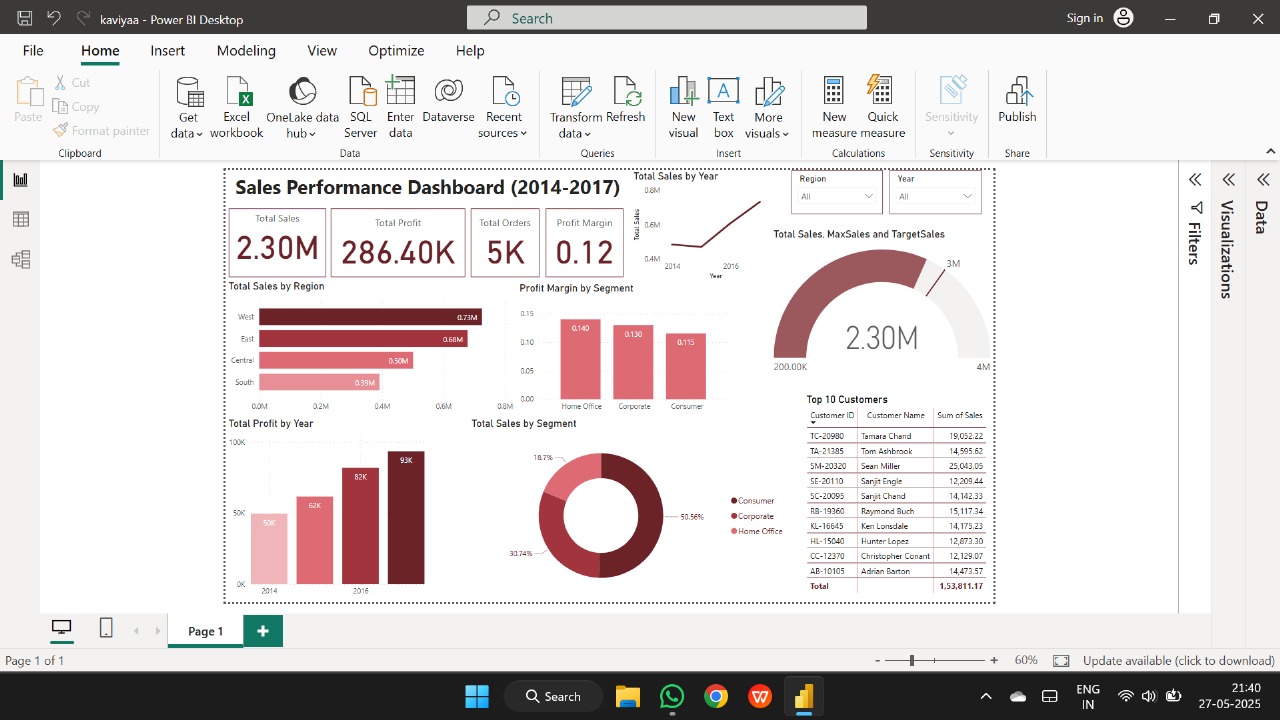 kaviyaa - Power BI Desktop
Search
Sign in
File Home Insert Modeling View Optimize Help
Paste
Cut
Copy
Format painter
Clipboard
Get data
Excel workbook
OneLake data hub
SQL Server
Enter data
Dataverse
Recent sources
Data
Transform data
Refresh
Queries
New visual
Text box
More visuals
Insert
New measure
Quick measure
Calculations
Sensitivity
Sensitivity
Publish
Share
Sales Performance Dashboard (2014-2017)
Total Sales
2.30M
Total Profit
286.40K
Total Orders
5K
Profit Margin
0.12
Total Sales by Year
Total Sales
0.8M
0.6M
0.4M
2014 2016
Year
Region
All
Year
All
Total Sales, MaxSales and TargetSales
3M
2.30M
200.00K 4M
Total Sales by Region
West 0.73M
East 0.68M
Central 0.50M
South 0.39M
0.0M 0.2M 0.4M 0.6M 0.8M
Profit Margin by Segment
0.15
0.10
0.05
0.00
0.140 0.130 0.115
Home Office Corporate Consumer
Total Profit by Year
100K
50K
0K
50K 62K 82K 93K
2014 2016
Total Sales by Segment
18.7%
50.56%
30.74%
Consumer
Corporate
Home Office
Top 10 Customers
Customer ID Customer Name Sum of Sales
TC-20980 Tamara Chand 19,052.22
TA-21385 Tom Ashbrook 14,595.62
SM-20320 Sean Miller 25,043.05
SE-20110 Sanjit Engle 12,209.44
SC-20095 Sanjit Chand 14,142.33
RB-19360 Raymond Buch 15,117.34
KL-16645 Ken Lonsdale 14,175.23
HL-15040 Hunter Lopez 12,873.30
CC-12370 Christopher Conant 12,129.07
AB-10105 Adrian Barton 14,473.57
Total 1,53,811.17
Filters
Visualizations
Data
Page 1
Page 1 of 1
60%
Update available (click to download)
Search
ENG
IN
21:40
27-05-2025